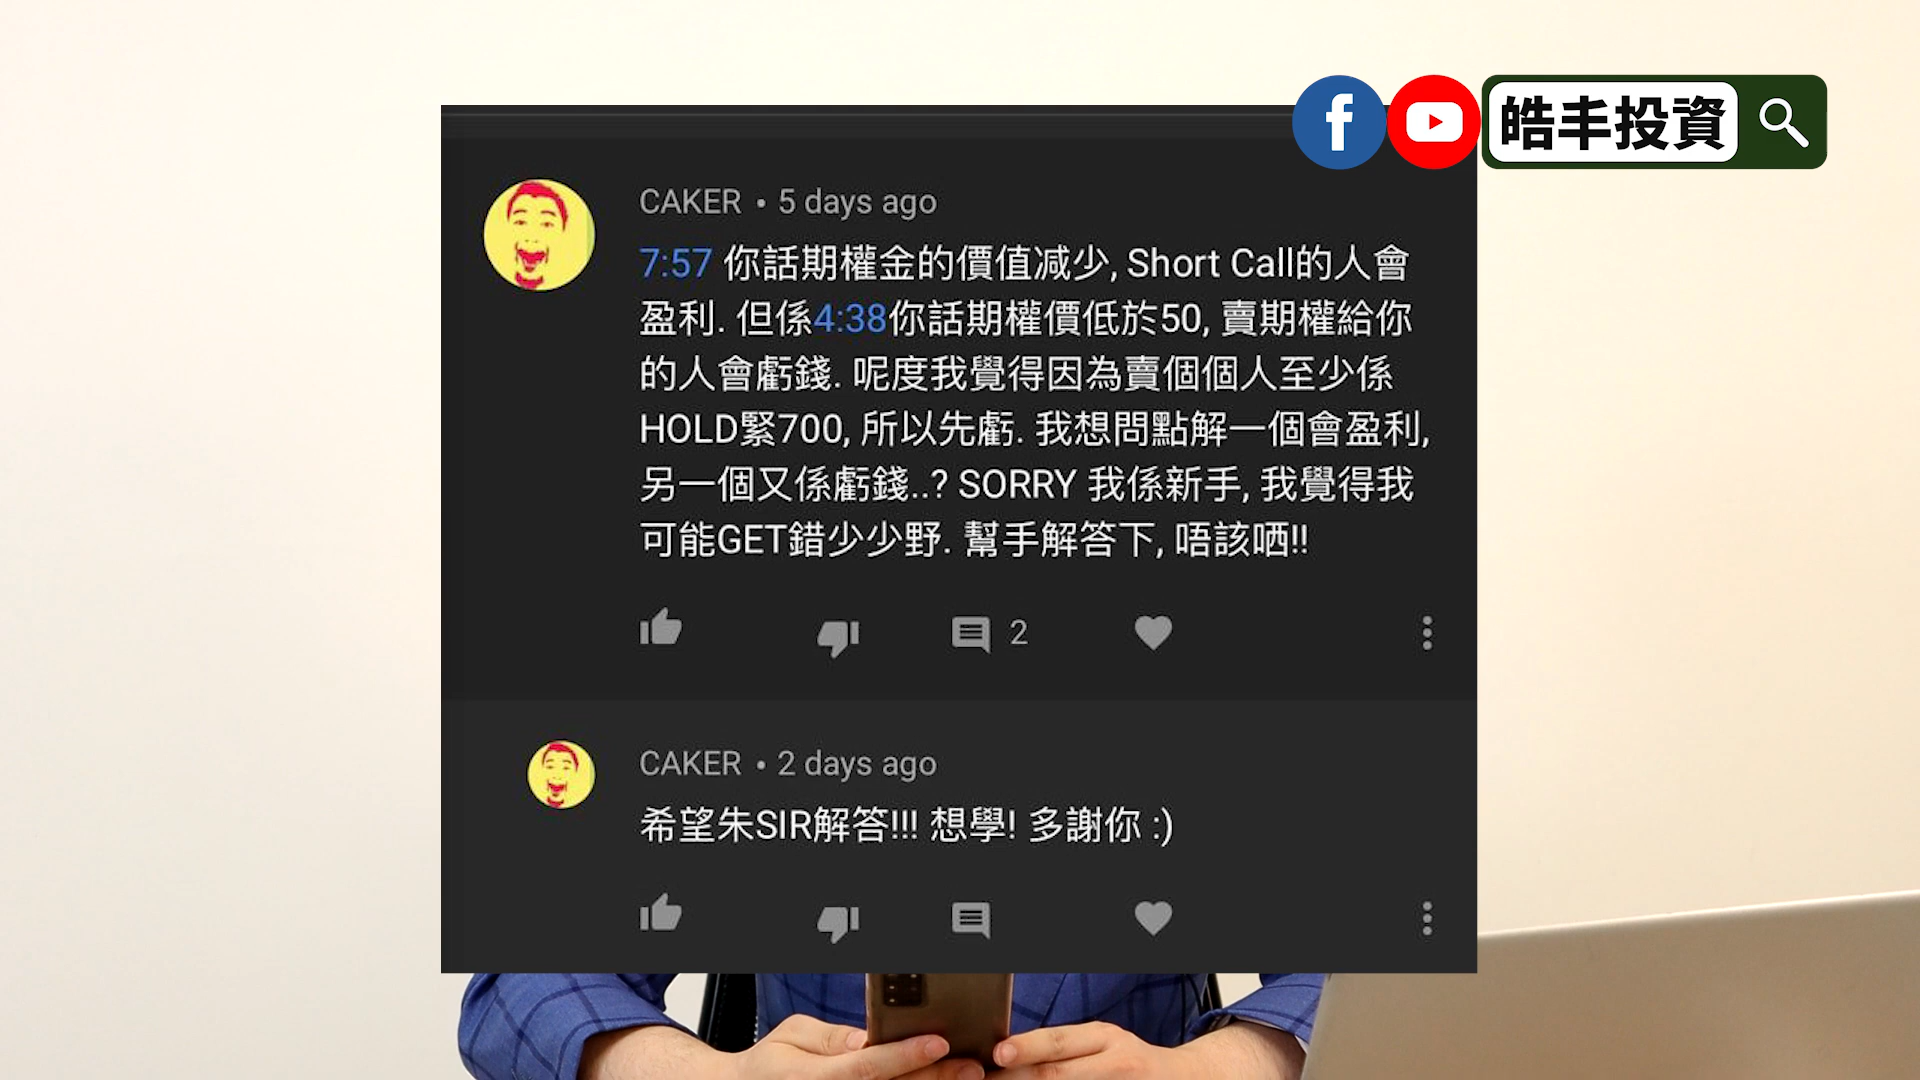 皓丰投資
CAKER • 5 days ago
7:57 你話期權金的價值减少, Short Call的人會
盈利. 但係4:38你話期權價低於50, 賣期權給你
的人會虧錢. 呢度我覺得因為賣個個人至少係
HOLD緊700, 所以先虧. 我想問點解一個會盈利,
另一個又係虧錢..? SORRY 我係新手, 我覺得我
可能GET錯少少野. 幫手解答下, 唔該哂!!
2
CAKER • 2 days ago
希望朱SIR解答!!! 想學! 多謝你 :)